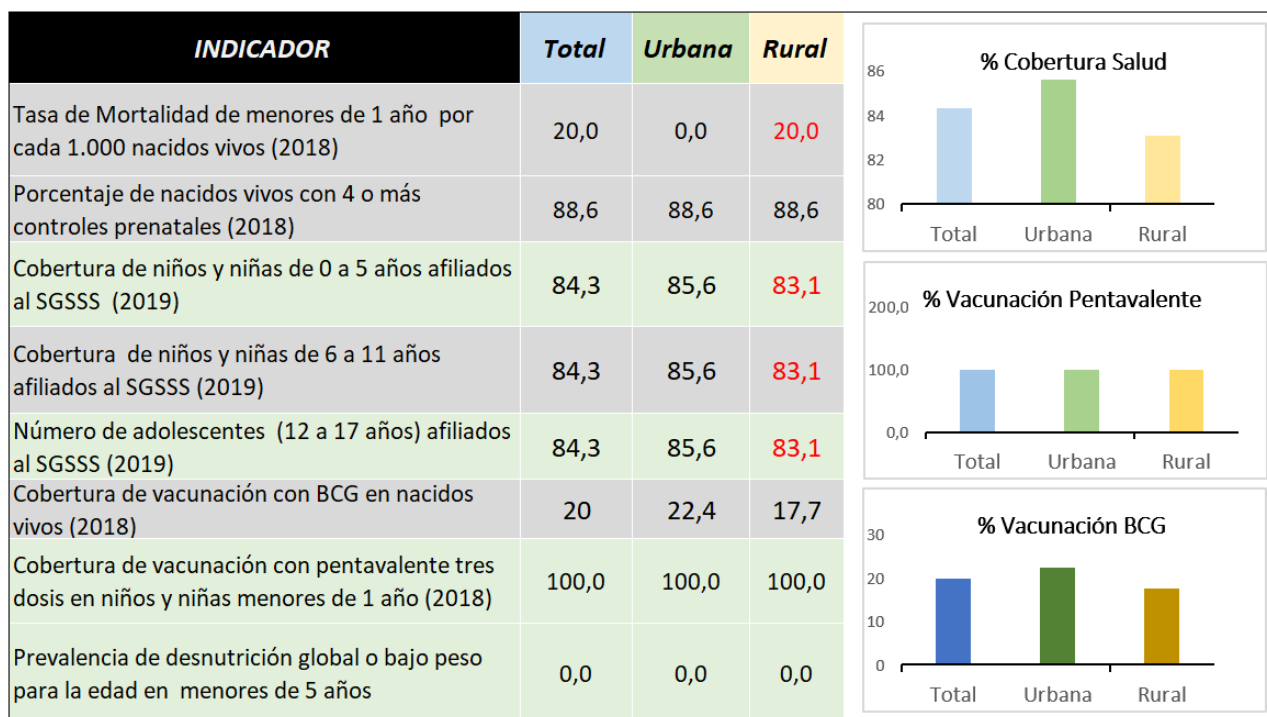 INDICADOR Total Urbana Rural
Tasa de Mortalidad de menores de 1 año por
cada 1.000 nacidos vivos (2018)
20,0 0,0 20,0
Porcentaje de nacidos vivos con 4 o más
controles prenatales (2018)
88,6 88,6 88,6
Cobertura de niños y niñas de 0 a 5 años afiliados
al SGSSS (2019)
84,3 85,6 83,1
Cobertura de niños y niñas de 6 a 11 años
afiliados al SGSSS (2019)
84,3 85,6 83,1
Número de adolescentes (12 a 17 años) afiliados
al SGSSS (2019)
84,3 85,6 83,1
Cobertura de vacunación con BCG en nacidos
vivos (2018)
20 22,4 17,7
Cobertura de vacunación con pentavalente tres
dosis en niños y niñas menores de 1 año (2018)
100,0 100,0 100,0
Prevalencia de desnutrición global o bajo peso
para la edad en menores de 5 años
0,0 0,0 0,0
% Cobertura Salud
86
84
82
80
Total Urbana Rural
% Vacunación Pentavalente
200,0
100,0
0,0
Total Urbana Rural
% Vacunación BCG
30
20
10
0
Total Urbana Rural